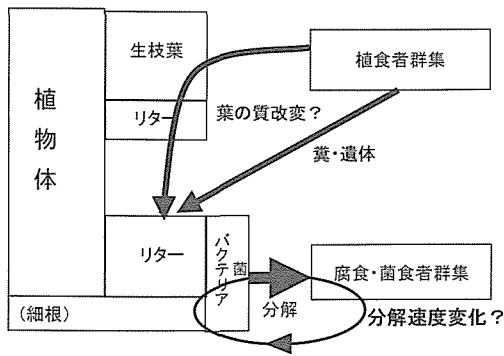 植物体
生枝葉
リター
植食者群集
葉の質改変？
糞・遺体
リター
バクテリア
菌
分解
腐食・菌食者群集
分解速度変化？
（細根）